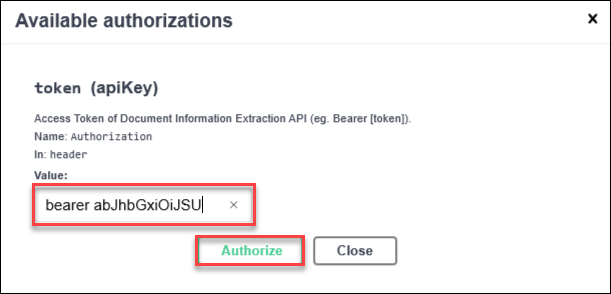 Available authorizations
token (apiKey)
Access Token of Document Information Extraction API (eg. Bearer [token]).
Name: Authorization
In: header
Value:
bearer abJhbGxiOiJSU
Authorize Close